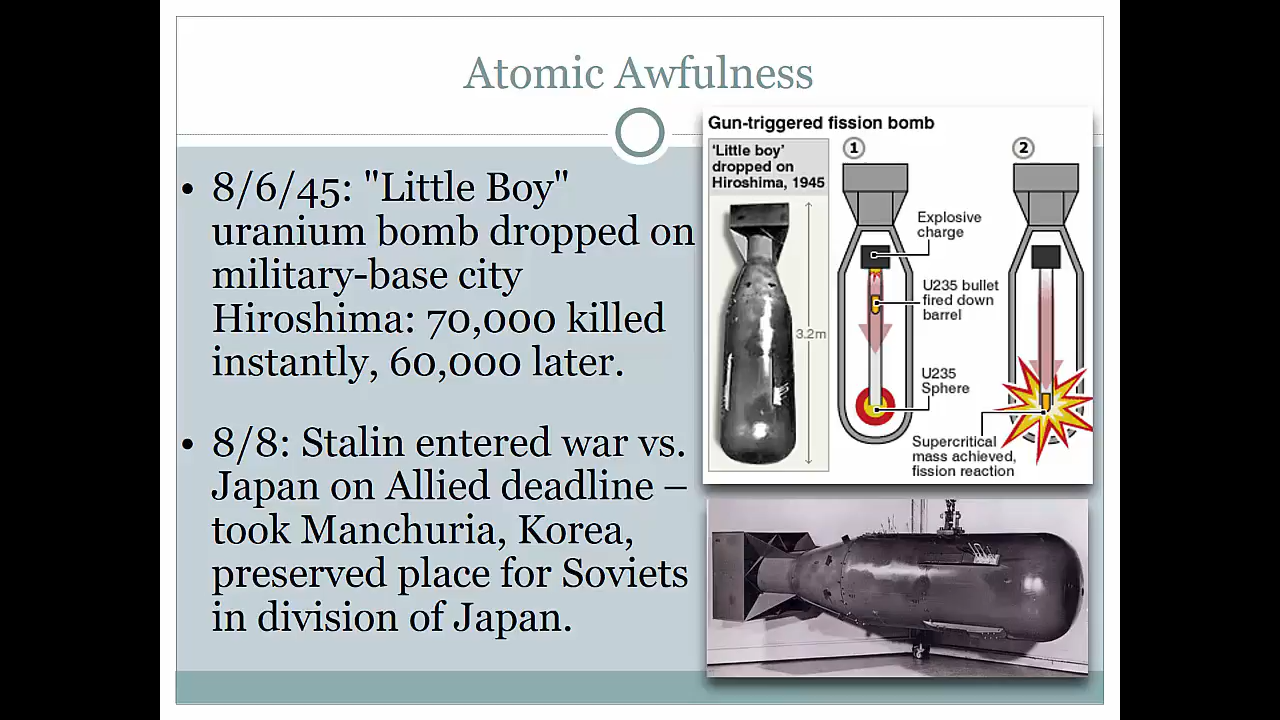 Atomic Awfulness
• 8/6/45: "Little Boy"
uranium bomb dropped on
military-base city
Hiroshima: 70,000 killed
instantly, 60,000 later.
• 8/8: Stalin entered war vs.
Japan on Allied deadline –
took Manchuria, Korea,
preserved place for Soviets
in division of Japan.
Gun-triggered fission bomb
'Little boy'
dropped on
Hiroshima, 1945
3.2m
1
Explosive
charge
U235 bullet
fired down
barrel
U235
Sphere
2
Supercritical
mass achieved,
fission reaction